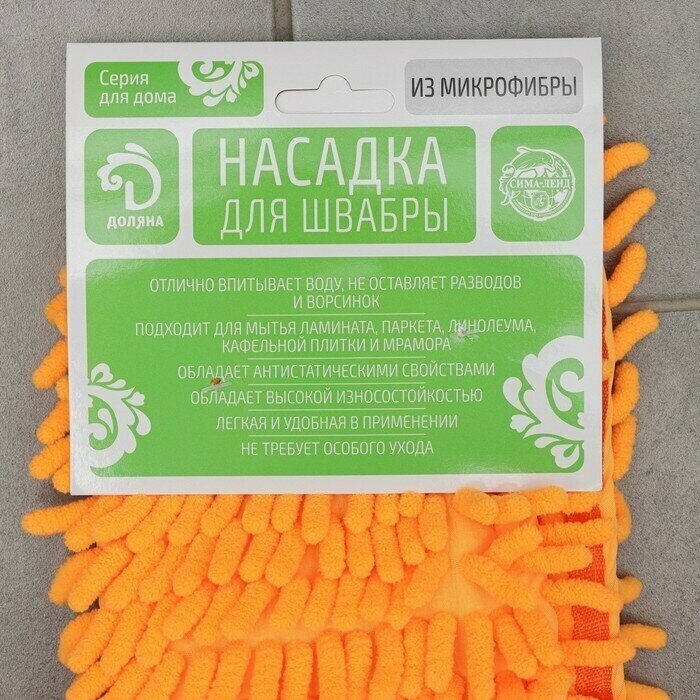 Серия
для дома
ИЗ МИКРОФИБРЫ
ДОЛЯНА
НАСАДКА
ДЛЯ ШВАБРЫ
СИМА-ЛЕНД
ОТЛИЧНО ВПИТЫВАЕТ ВОДУ, НЕ ОСТАВЛЯЕТ РАЗВОДОВ
И ВОРСИНОК
ПОДХОДИТ ДЛЯ МЫТЬЯ ЛАМИНАТА, ПАРКЕТА, ЛИНОЛЕУМА,
КАФЕЛЬНОЙ ПЛИТКИ И МРАМОРА
ОБЛАДАЕТ АНТИСТАТИЧЕСКИМИ СВОЙСТВАМИ
ОБЛАДАЕТ ВЫСОКОЙ ИЗНОСОСТОЙКОСТЬЮ
ЛЕГКАЯ И УДОБНАЯ В ПРИМЕНЕНИИ
НЕ ТРЕБУЕТ ОСОБОГО УХОДА